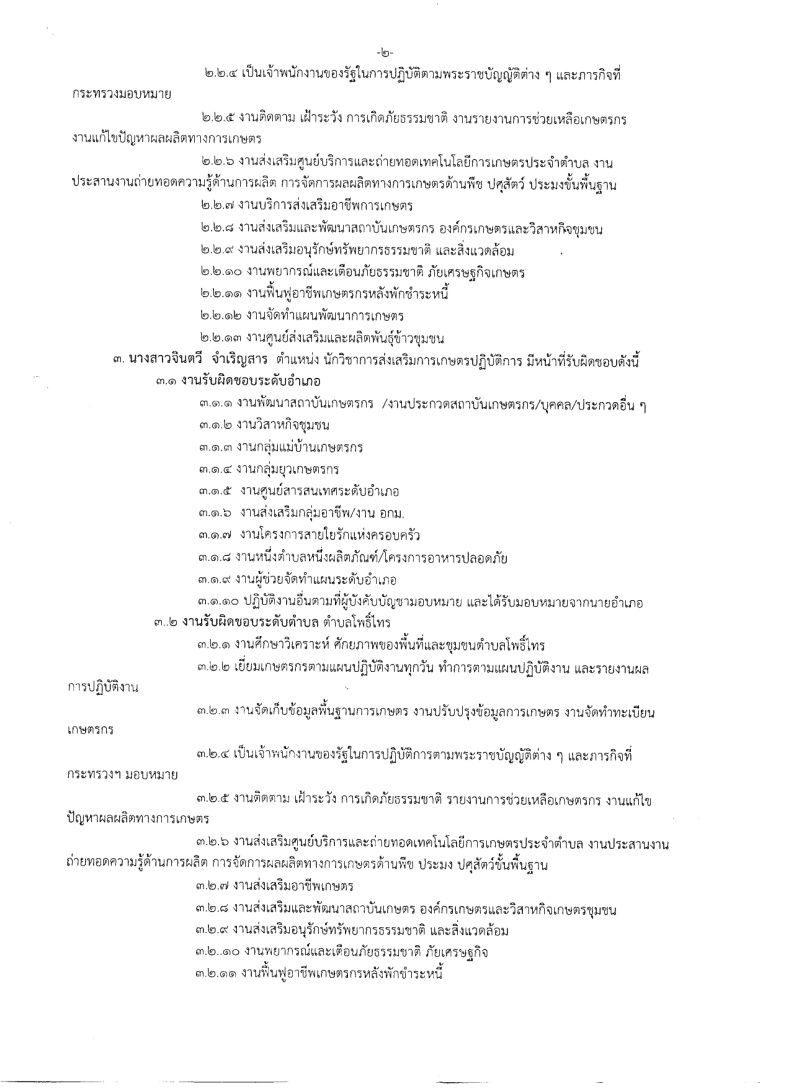 -๒-
๒.๒.๔ เป็นเจ้าพนักงานของรัฐในการปฏิบัติตามพระราชบัญญัติต่าง ๆ และภารกิจที่
กระทรวงมอบหมาย
๒.๒.๕ งานติดตาม เฝ้าระวัง การเกิดภัยธรรมชาติ งานรายงานการช่วยเหลือเกษตรกร
งานแก้ไขปัญหาผลผลิตทางการเกษตร
๒.๒.๖ งานส่งเสริมศูนย์บริการและถ่ายทอดเทคโนโลยีการเกษตรประจำตำบล งาน
ประสานงานถ่ายทอดความรู้ด้านการผลิต การจัดการผลผลิตทางการเกษตรด้านพืช ปศุสัตว์ ประมงขั้นพื้นฐาน
๒.๒.๗ งานบริการส่งเสริมอาชีพการเกษตร
๒.๒.๘ งานส่งเสริมและพัฒนาสถาบันเกษตรกร องค์กรเกษตรและวิสาหกิจชุมชน
๒.๒.๙ งานส่งเสริมอนุรักษ์ทรัพยากรธรรมชาติ และสิ่งแวดล้อม
๒.๒.๑๐ งานพยากรณ์และเตือนภัยธรรมชาติ ภัยเศรษฐกิจเกษตร
๒.๒.๑๑ งานฟื้นฟูอาชีพเกษตรกรหลังพักชำระหนี้
๒.๒.๑๒ งานจัดทำแผนพัฒนาการเกษตร
๒.๒.๑๓ งานศูนย์ส่งเสริมและผลิตพันธุ์ข้าวชุมชน
๓. นางสาวจินตวี จำเริญสาร ตำแหน่ง นักวิชาการส่งเสริมการเกษตรปฏิบัติการ มีหน้าที่รับผิดชอบดังนี้
๓.๑ งานรับผิดชอบระดับอำเภอ
๓.๑.๑ งานพัฒนาสถาบันเกษตรกร /งานประกวดสถาบันเกษตรกร/บุคคล/ประกวดอื่น ๆ
๓.๑.๒ งานวิสาหกิจชุมชน
๓.๑.๓ งานกลุ่มแม่บ้านเกษตรกร
๓.๑.๔ งานกลุ่มยุวเกษตรกร
๓.๑.๕ งานศูนย์สารสนเทศระดับอำเภอ
๓.๑.๖ งานส่งเสริมกลุ่มอาชีพ/งาน อกม.
๓.๑.๗ งานโครงการสายใยรักแห่งครอบครัว
๓.๑.๘ งานหนึ่งตำบลหนึ่งผลิตภัณฑ์/โครงการอาหารปลอดภัย
๓.๑.๙ งานผู้ช่วยจัดทำแผนระดับอำเภอ
๓.๑.๑๐ ปฏิบัติงานอื่นตามที่ผู้บังคับบัญชามอบหมาย และได้รับมอบหมายจากนายอำเภอ
๓..๒ งานรับผิดชอบระดับตำบล ตำบลโพธิ์ไทร
๓.๒.๑ งานศึกษาวิเคราะห์ ศักยภาพของพื้นที่และชุมชนตำบลโพธิ์ไทร
๓.๒.๒ เยี่ยมเกษตรกรตามแผนปฏิบัติงานทุกวัน ทำการตามแผนปฏิบัติงาน และรายงานผล
การปฏิบัติงาน
๓.๒.๓ งานจัดเก็บข้อมูลพื้นฐานการเกษตร งานปรับปรุงข้อมูลการเกษตร งานจัดทำทะเบียน
เกษตรกร
๓.๒.๔ เป็นเจ้าพนักงานของรัฐในการปฏิบัติการตามพระราชบัญญัติต่าง ๆ และภารกิจที่
กระทรวงฯ มอบหมาย
๓.๒.๕ งานติดตาม เฝ้าระวัง การเกิดภัยธรรมชาติ รายงานการช่วยเหลือเกษตรกร งานแก้ไข
ปัญหาผลผลิตทางการเกษตร
๓.๒.๖ งานส่งเสริมศูนย์บริการและถ่ายทอดเทคโนโลยีการเกษตรประจำตำบล งานประสานงาน
ถ่ายทอดความรู้ด้านการผลิต การจัดการผลผลิตทางการเกษตรด้านพืช ประมง ปศุสัตว์ขั้นพื้นฐาน
๓.๒.๗ งานส่งเสริมอาชีพเกษตร
๓.๒.๘ งานส่งเสริมและพัฒนาสถาบันเกษตร องค์กรเกษตรและวิสาหกิจเกษตรชุมชน
๓.๒.๙ งานส่งเสริมอนุรักษ์ทรัพยากรธรรมชาติ และสิ่งแวดล้อม
๓.๒..๑๐ งานพยากรณ์และเตือนภัยธรรมชาติ ภัยเศรษฐกิจ
๓.๒.๑๑ งานฟื้นฟูอาชีพเกษตรกรหลังพักชำระหนี้